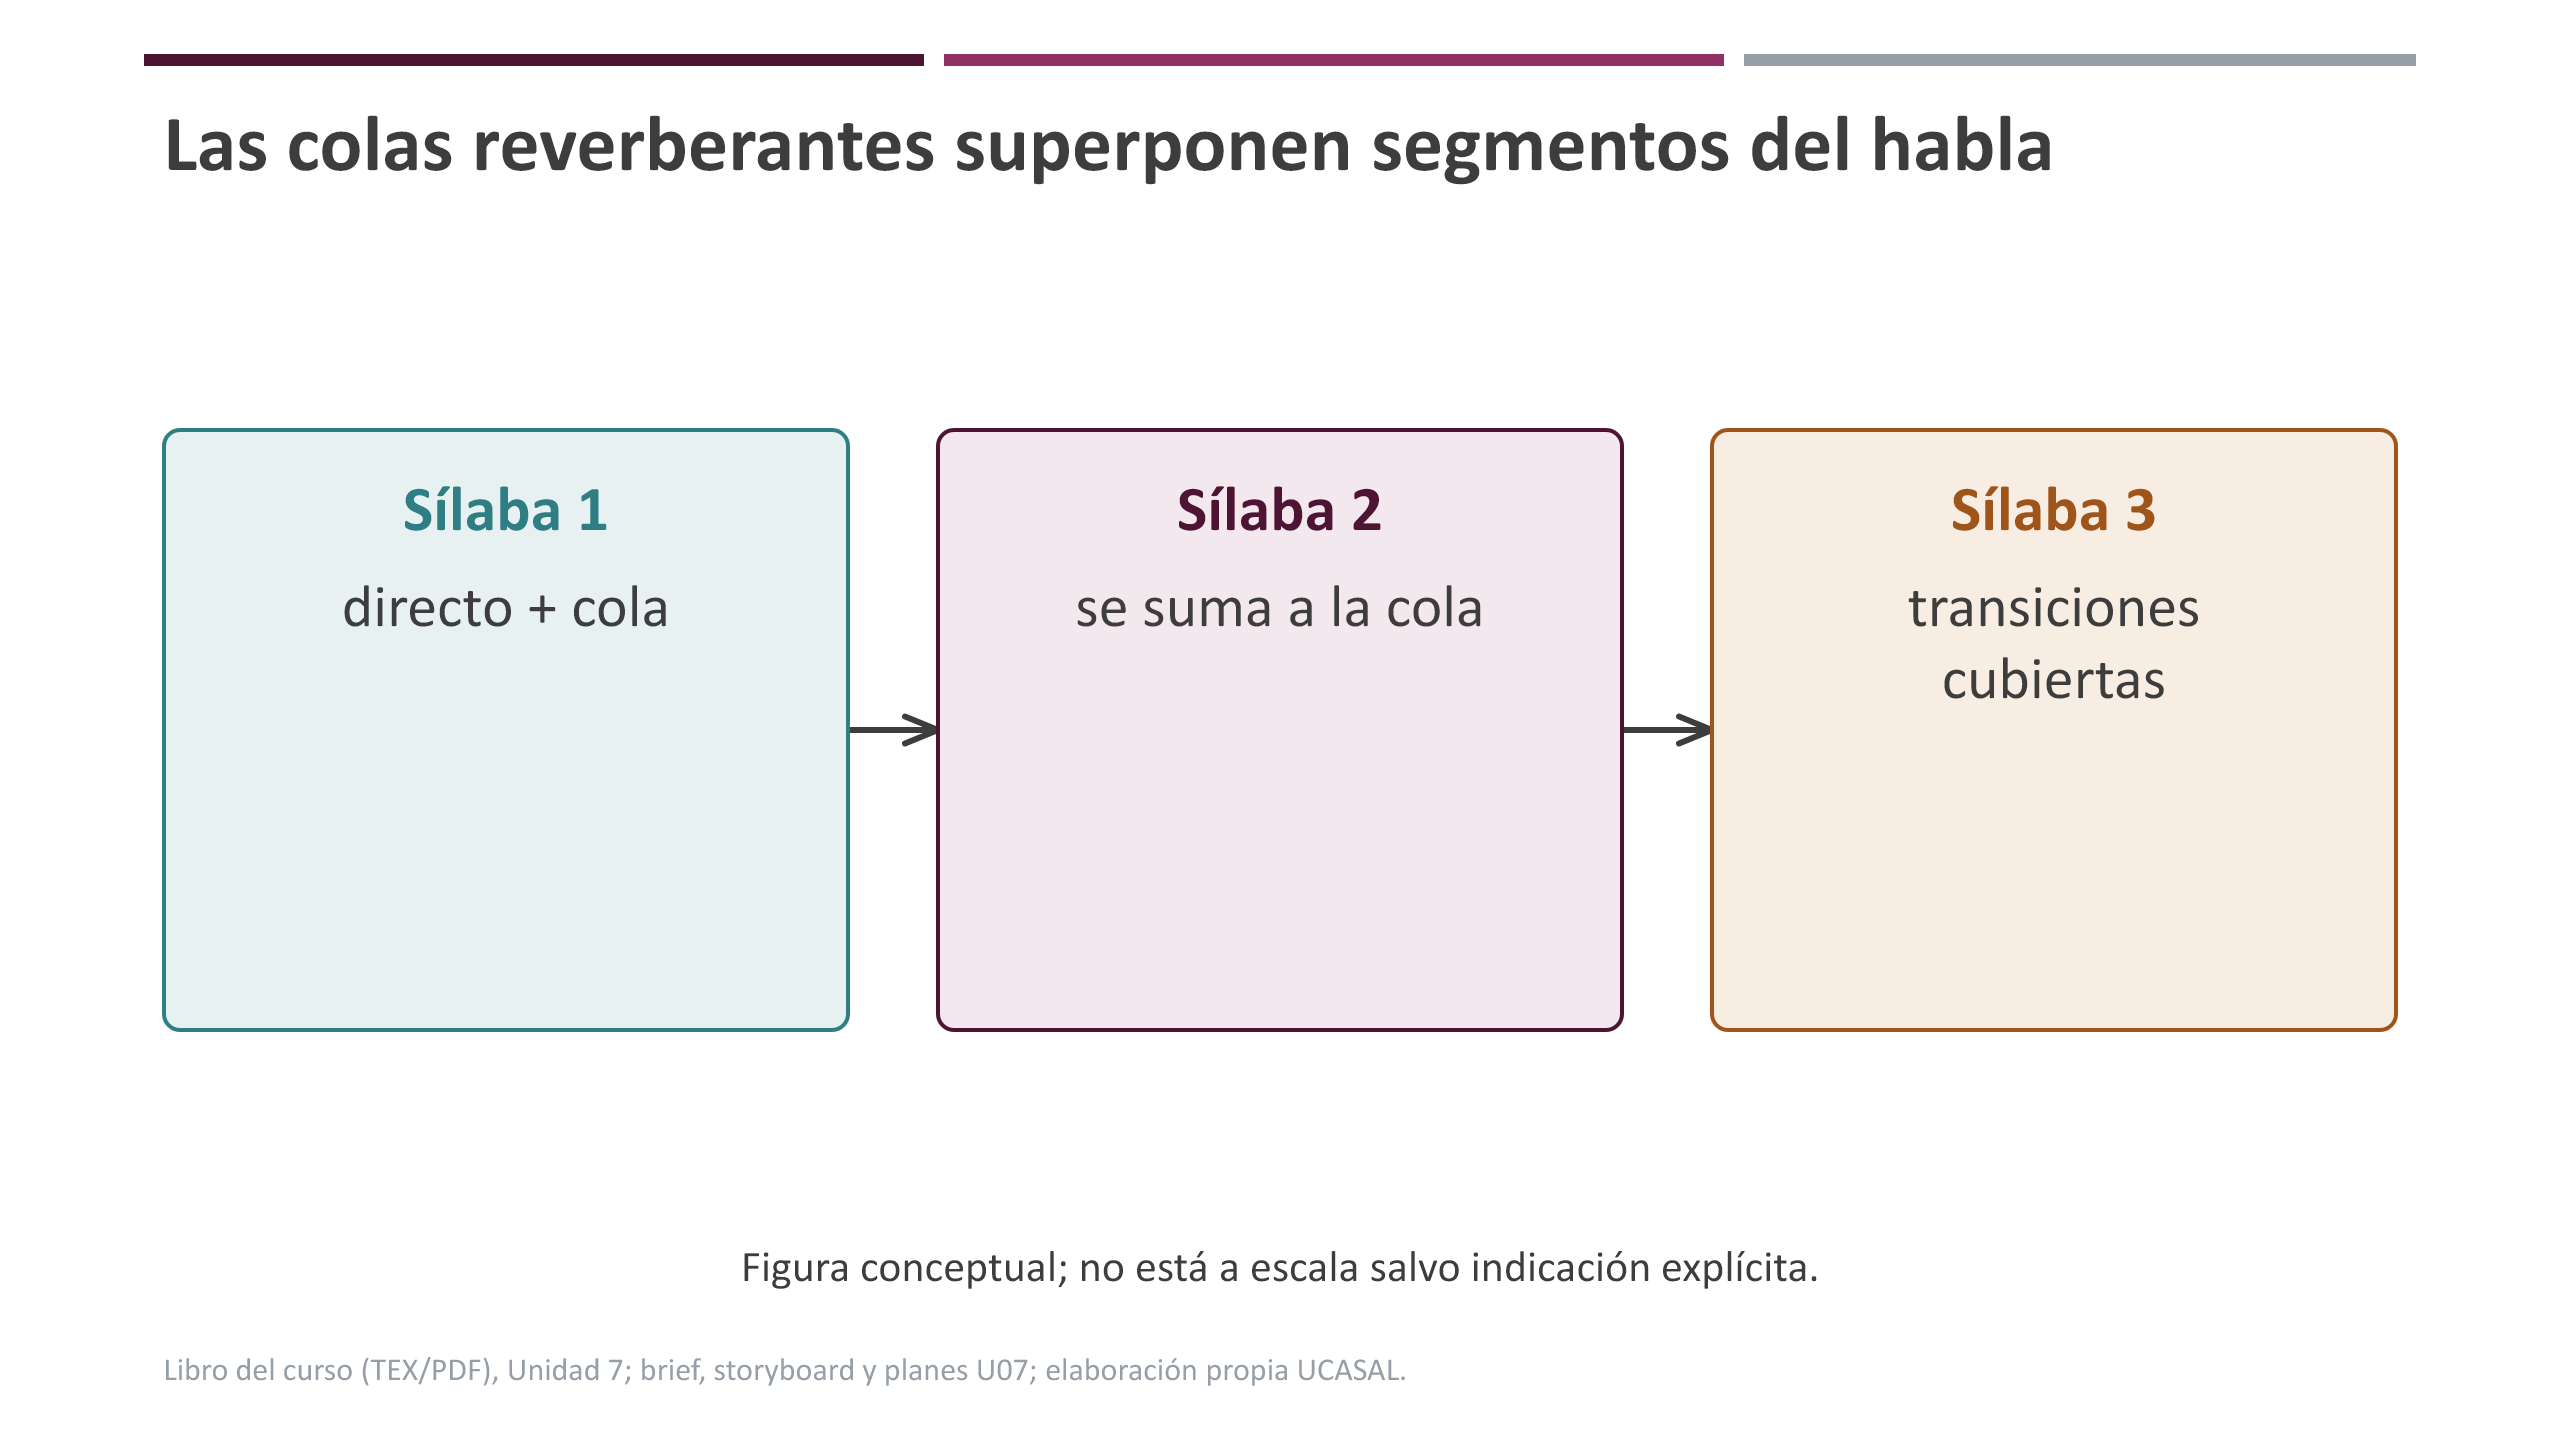 Las colas reverberantes superponen segmentos del habla
Sílaba 1
directo + cola
Sílaba 2
se suma a la cola
Sílaba 3
transiciones
cubiertas
Figura conceptual; no está a escala salvo indicación explícita.
Libro del curso (TEX/PDF), Unidad 7; brief, storyboard y planes U07; elaboración propia UCASAL.